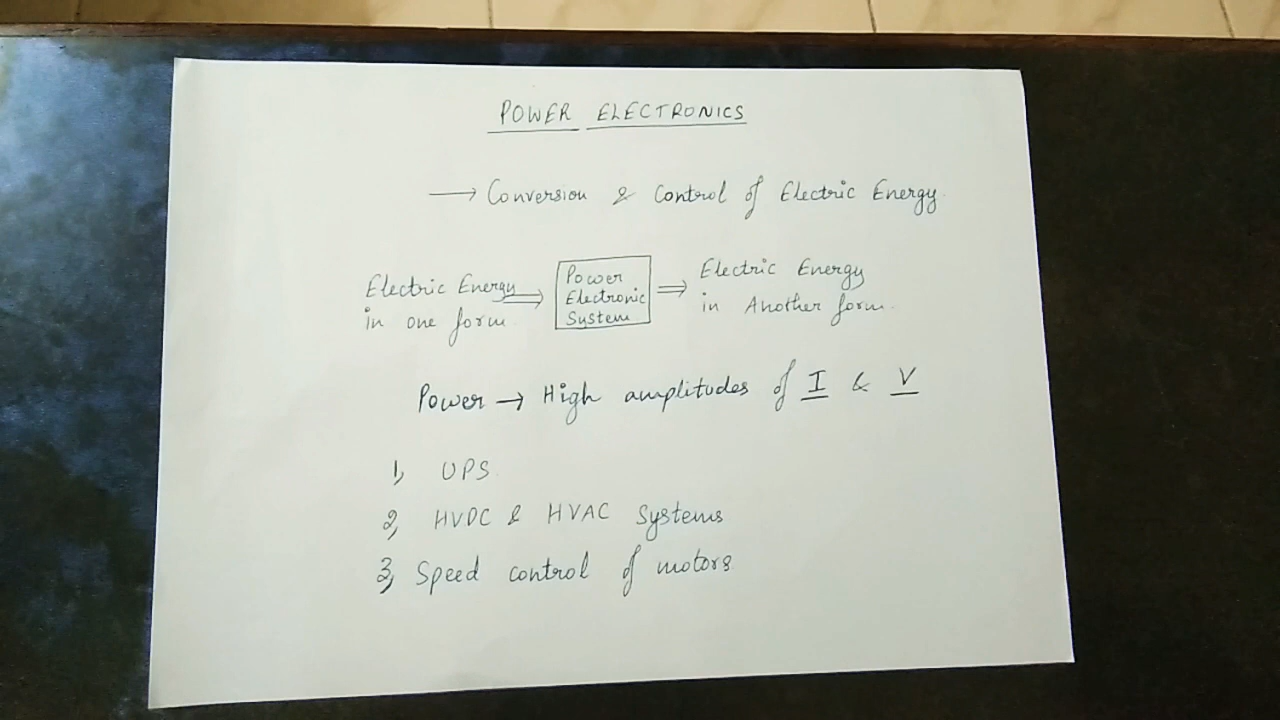 POWER ELECTRONICS
→ Conversion & Control of Electric Energy.
Electric Energy
in one form
⇒
Power
Electronic
System
⇒
Electric Energy
in Another form.
Power → High amplitudes of I & V
1, UPS
2, HVDC & HVAC Systems
3, Speed control of motors